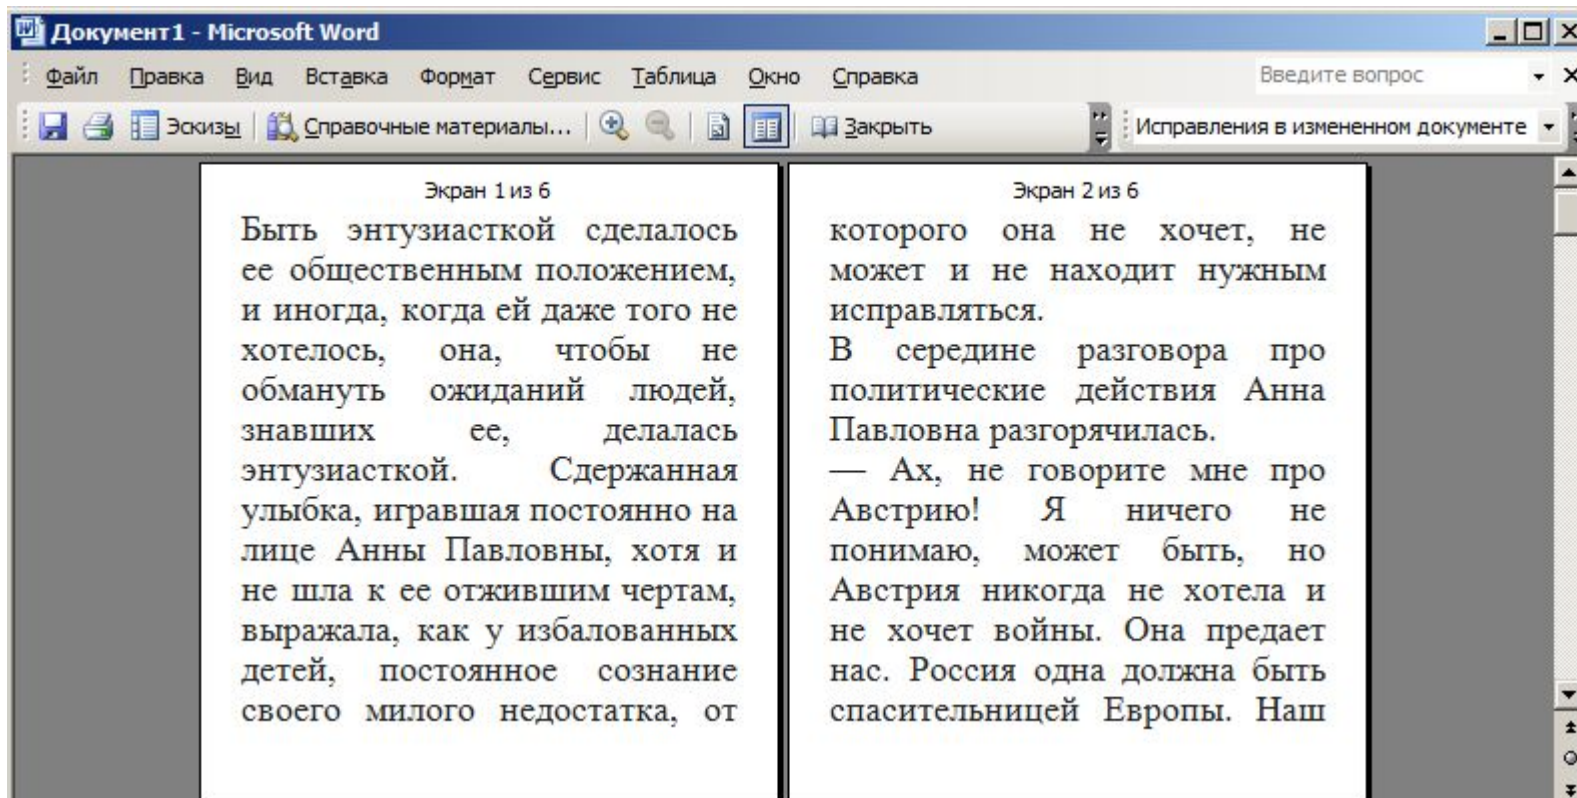 Документ1 - Microsoft Word
Файл Правка Вид Вставка Формат Сервис Таблица Окно Справка Введите вопрос
Эскизы Справочные материалы... Закрыть Исправления в измененном документе
Экран 1 из 6
Быть энтузиасткой сделалось
ее общественным положением,
и иногда, когда ей даже того не
хотелось, она, чтобы не
обмануть ожиданий людей,
знавших ее, делалась
энтузиасткой. Сдержанная
улыбка, игравшая постоянно на
лице Анны Павловны, хотя и
не шла к ее отжившим чертам,
выражала, как у избалованных
детей, постоянное сознание
своего милого недостатка, от
Экран 2 из 6
которого она не хочет, не
может и не находит нужным
исправляться.
В середине разговора про
политические действия Анна
Павловна разгорячилась.
— Ах, не говорите мне про
Австрию! Я ничего не
понимаю, может быть, но
Австрия никогда не хотела и
не хочет войны. Она предает
нас. Россия одна должна быть
спасительницей Европы. Наш